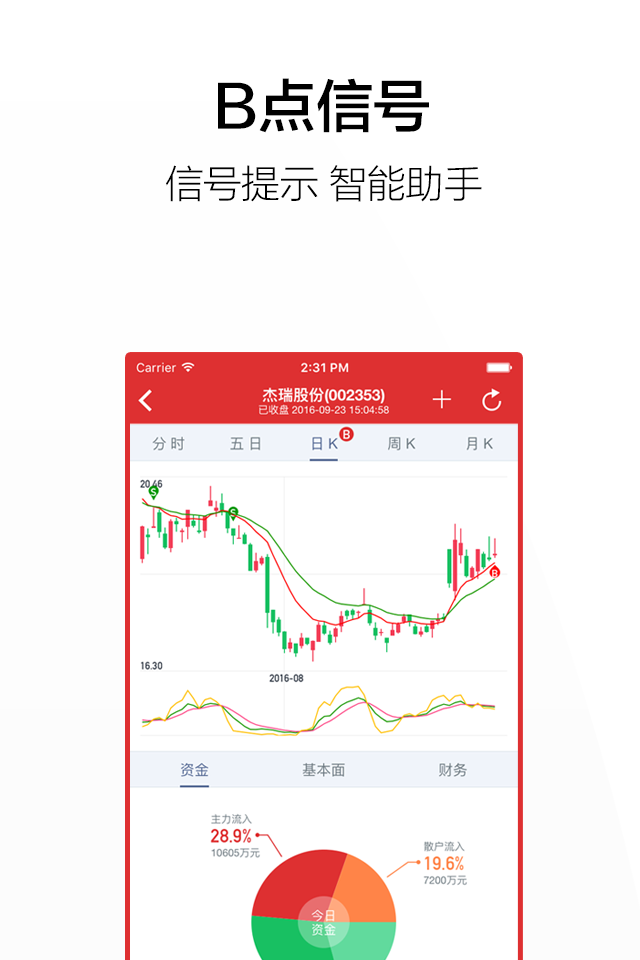 B点信号
信号提示 智能助手
Carrier 2:31 PM
杰瑞股份(002353)
已收盘 2016-09-23 15:04:58
分时 五日 日K B 周K 月K
20.46
S
S
B
16.30
2016-08
资金 基本面 财务
主力流入
28.9%
10605万元
散户流入
19.6%
7200万元
今日
资金